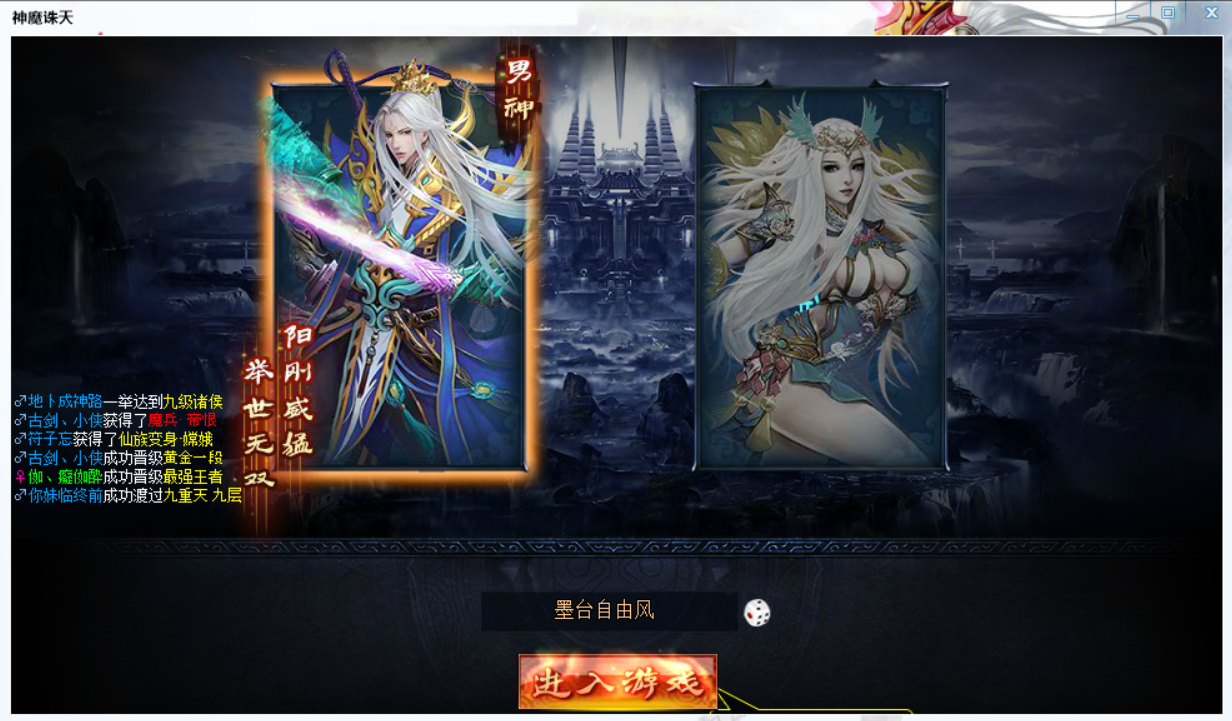 神魔诛天
男神
阳刚威猛
举世无双
♂地卜成神路一举达到九级诸侯
♂古剑、小侠获得了魔兵·帝恨
♂符子忘获得了仙族变身·嫦娥
♂古剑、小侠成功晋级黄金一段
♀伽、癡伽酔成功晋级最强王者
♂你妹临终前成功渡过九重天 九层
墨台自由风
进入游戏